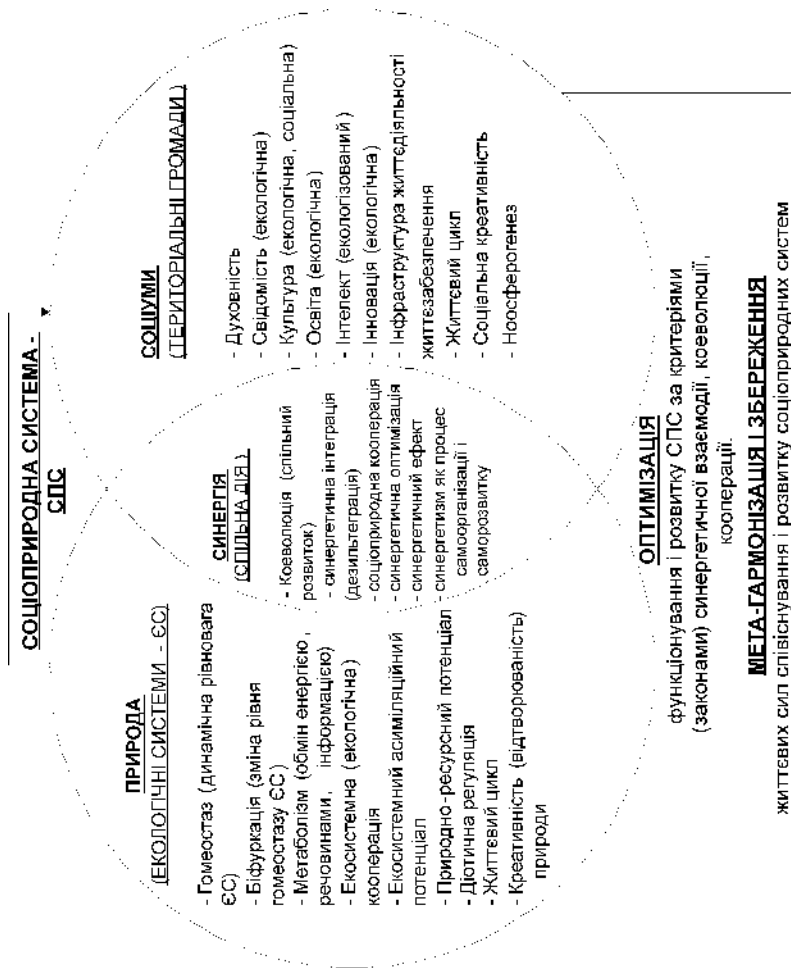 СОЦІОПРИРОДНА СИСТЕМА -
СПС
ПРИРОДА
(ЕКОЛОГІЧНІ СИСТЕМИ - ЄС)
- Гомеостаз (динамічна рівновага
ЄС)
- Біфуркація (зміна рівня
гомеостазу ЄС)
- Метаболізм (обмін енергією,
речовинами, інформацією)
- Екосистемна (екологічна)
кооперація
- Екосистемний асиміляційний
потенціал
- Природно-ресурсний потенціал
- Діотична регуляція
- Життєвий цикл
- Креативність (відтворюваність)
природи
СИНЕРГІЯ
(СПІЛЬНА ДІЯ)
- Коеволюція (спільний
розвиток)
- синергетична інтеграція
(дезильтеграція)
- соціоприродна кооперація
- синергетична оптимізація
- синергетичний ефект
- синергетизм як процес
самоорганізації і
саморозвитку
СОЦІУМИ
(ТЕРИТОРІАЛЬНІ ГРОМАДИ)
- Духовність
- Свідомість (екологічна)
- Культура (екологічна, соціальна)
- Освіта (екологічна)
- Інтелект (екологізований)
- Інновація (екологічна)
- Інфраструктура життєдіяльності
життєзабезпечення
- Життєвий цикл
- Соціальна креативність
- Ноосферогенез
ОПТИМІЗАЦІЯ
функціонування і розвитку СПС за критеріями
(законами) синергетичної взаємодії, коеволюції,
кооперації.
МЕТА-ГАРМОНІЗАЦІЯ І ЗБЕРЕЖЕННЯ
життєвих сил співіснування і розвитку соціоприродних систем